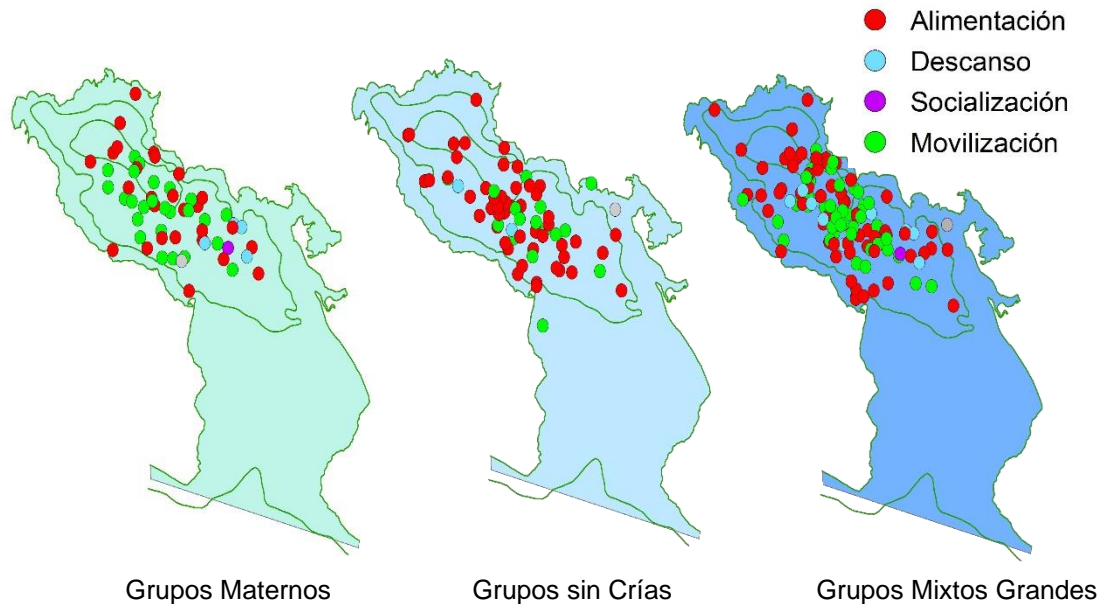 Alimentación
Descanso
Socialización
Movilización
Grupos Maternos
Grupos sin Crías
Grupos Mixtos Grandes